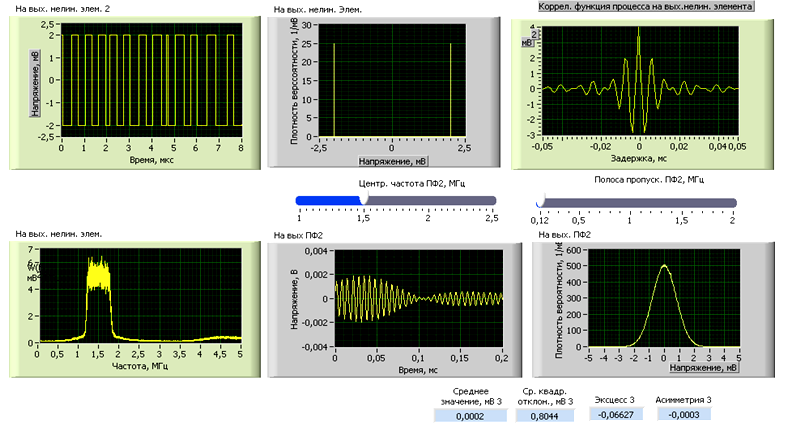 На вых. нелин. элем. 2
На вых. нелин. Элем.
Коррел. функция процесса на вых.нелин. элемента
Напряжение, мВ
2,5
2
1
0
-1
-2
-2,5
0 1 2 3 4 5 6 7 8
Время, мкс
Плотность вероятности, 1/мВ
30
25
20
15
10
5
0
-2,5 0 2,5
Напряжение, мВ
4
2
мВ
2
1
0
-1
-2
-3
-0,05 -0,04 -0,02 0 0,02 0,04 0,05
Задержка, мс
Центр. частота ПФ2, МГц
1 1,5 2 2,5
Полоса пропуск. ПФ2, МГц
0,12 0,5 1 1,5 2
На вых. нелин. элем.
На вых ПФ2
На вых. ПФ2
7
мВ
4
2
0
0 0,5 1 1,5 2 2,5 3 3,5 4 4,5 5
Частота, МГц
Напряжение, В
0,004
0,002
0
-0,002
-0,004
0 0,05 0,1 0,15 0,2
Время, мс
Плотность вероятности, 1/мВ
600
500
400
300
200
100
0
-5 -4 -3 -2 -1 0 1 2 3 4 5
Напряжение, мВ
Среднее значение, мВ 3
0,0002
Ср. квадр. отклон., мВ 3
0,8044
Эксцесс 3
-0,06627
Асимметрия 3
-0,0003